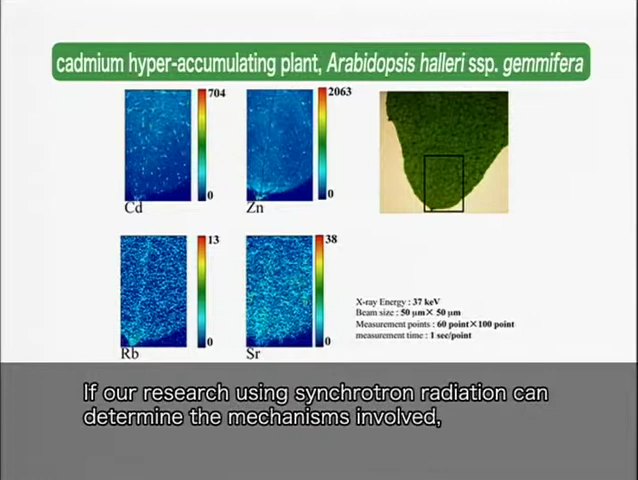 cadmium hyper-accumulating plant, Arabidopsis halleri ssp. gemmifera
704
0
Cd
2063
0
Zn
13
0
Rb
38
0
Sr
X-ray Energy : 37 keV
Beam size : 50 μm× 50 μm
Measurement points : 60 point×100 point
measurement time : 1 sec/point
If our research using synchrotron radiation can
determine the mechanisms involved,